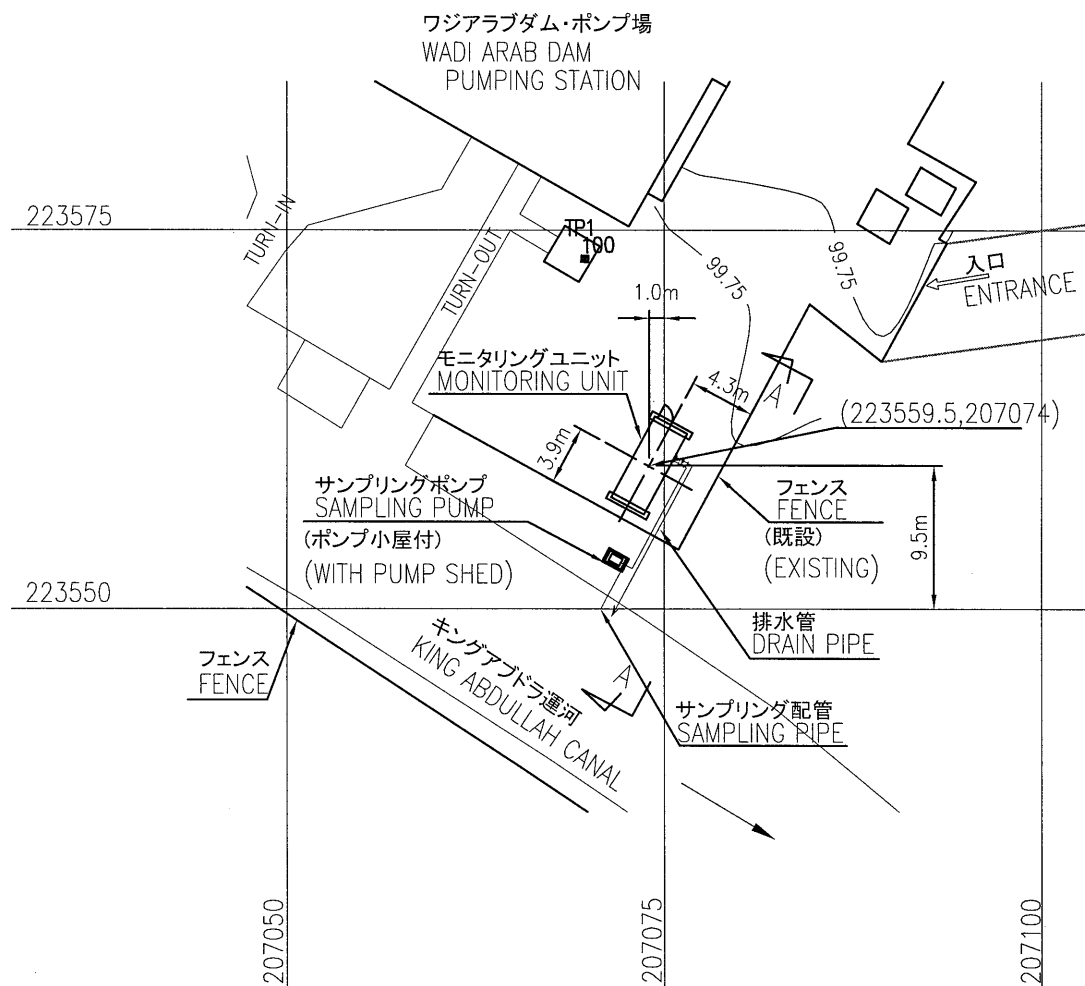 ワジアラブダム・ポンプ場
WADI ARAB DAM
PUMPING STATION
223575
TURN-IN
TURN-OUT
TP1
100
99.75
99.75
入口
ENTRANCE
1.0m
モニタリングユニット
MONITORING UNIT
4.3m
A
(223559.5,207074)
3.9m
サンプリングポンプ
SAMPLING PUMP
(ポンプ小屋付)
(WITH PUMP SHED)
フェンス
FENCE
(既設)
(EXISTING)
9.5m
223550
排水管
DRAIN PIPE
フェンス
FENCE
キングアブドラ運河
KING ABDULLAH CANAL
A
サンプリング配管
SAMPLING PIPE
207050
207075
207100